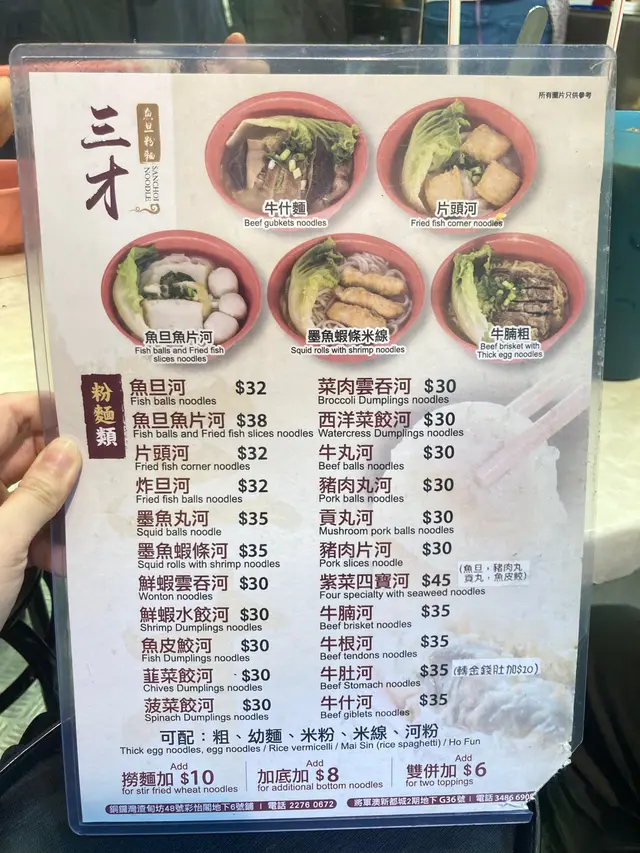 所有圖片只供參考
三才
魚旦粉麵
SANCHOI NOODLE
牛什麵
Beef gubkets noodles
片頭河
Fried fish corner noodles
魚旦魚片河
Fish balls and Fried fish
slices noodles
墨魚蝦條米線
Squid rolls with shrimp noodles
牛腩粗
Beef brisket with
Thick egg noodles
粉麵類
魚旦河 $32
Fish balls noodles
魚旦魚片河 $38
Fish balls and Fried fish slices noodles
片頭河 $32
Fried fish corner noodles
炸旦河 $32
Fried fish balls noodles
墨魚丸河 $35
Squid balls noodle
墨魚蝦條河 $35
Squid rolls with shrimp noodles
鮮蝦雲吞河 $30
Wonton noodles
鮮蝦水餃河 $30
Shrimp Dumplings noodles
魚皮餃河 $30
Fish Dumplings noodles
韮菜餃河 $30
Chives Dumplings noodles
菠菜餃河 $30
Spinach Dumplings noodles
菜肉雲吞河 $30
Broccoli Dumplings noodles
西洋菜餃河 $30
Watercress Dumplings noodles
牛丸河 $30
Beef balls noodles
豬肉丸河 $30
Pork balls noodles
貢丸河 $30
Mushroom pork balls noodles
豬肉片河 $30
Pork slices noodle
紫菜四寶河 $45 (魚旦，豬肉丸
貢丸，魚皮餃)
Four specialty with seaweed noodles
牛腩河 $35
Beef brisket noodles
牛根河 $35
Beef tendons noodles
牛肚河 $35 (轉金錢肚加$10)
Beef Stomach noodles
牛什河 $35
Beef giblets noodles
可配：粗、幼麵、米粉、米線、河粉
Thick egg noodles, egg noodles / Rice vermicelli / Mai Sin (rice spaghetti) / Ho Fun
Add
撈麵加 $10
for stir fried wheat noodles
Add
加底加 $8
for additional bottom noodles
Add
雙併加 $6
for two toppings
銅鑼灣渣甸坊48號彩怡閣地下6號舖 | 電話 2276 0672 將軍澳新都城2期地下G36號 | 電話 3486